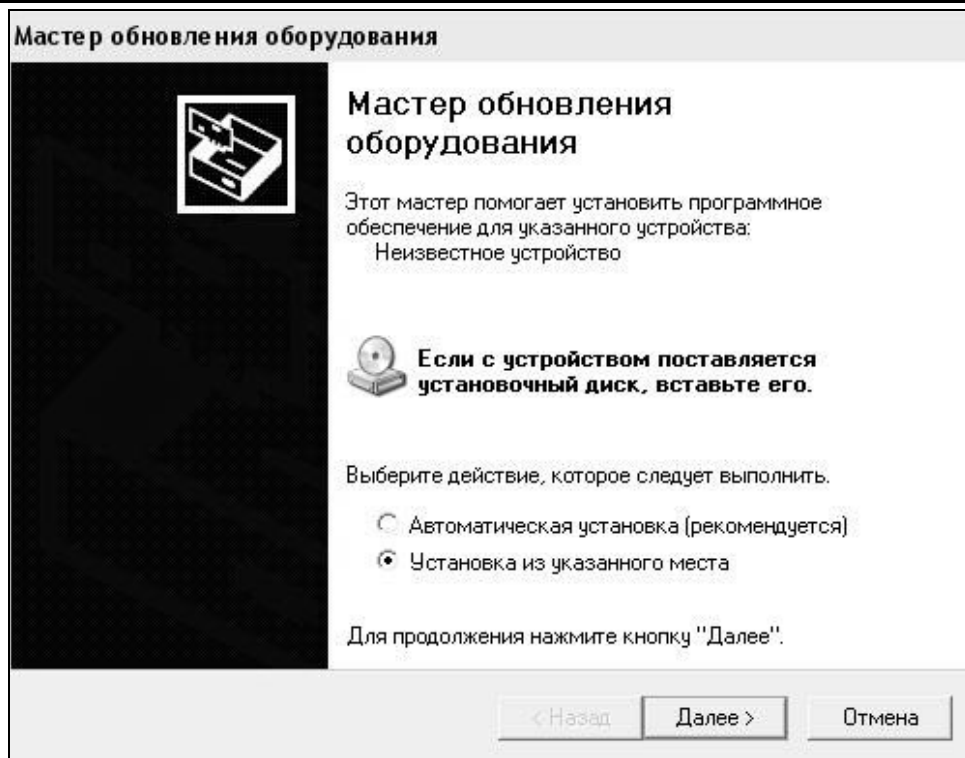 Мастер обновления оборудования
Мастер обновления
оборудования
Этот мастер помогает установить программное
обеспечение для указанного устройства:
Неизвестное устройство
Если с устройством поставляется
установочный диск, вставьте его.
Выберите действие, которое следует выполнить.
Автоматическая установка (рекомендуется)
Установка из указанного места
Для продолжения нажмите кнопку "Далее".
< Назад Далее > Отмена